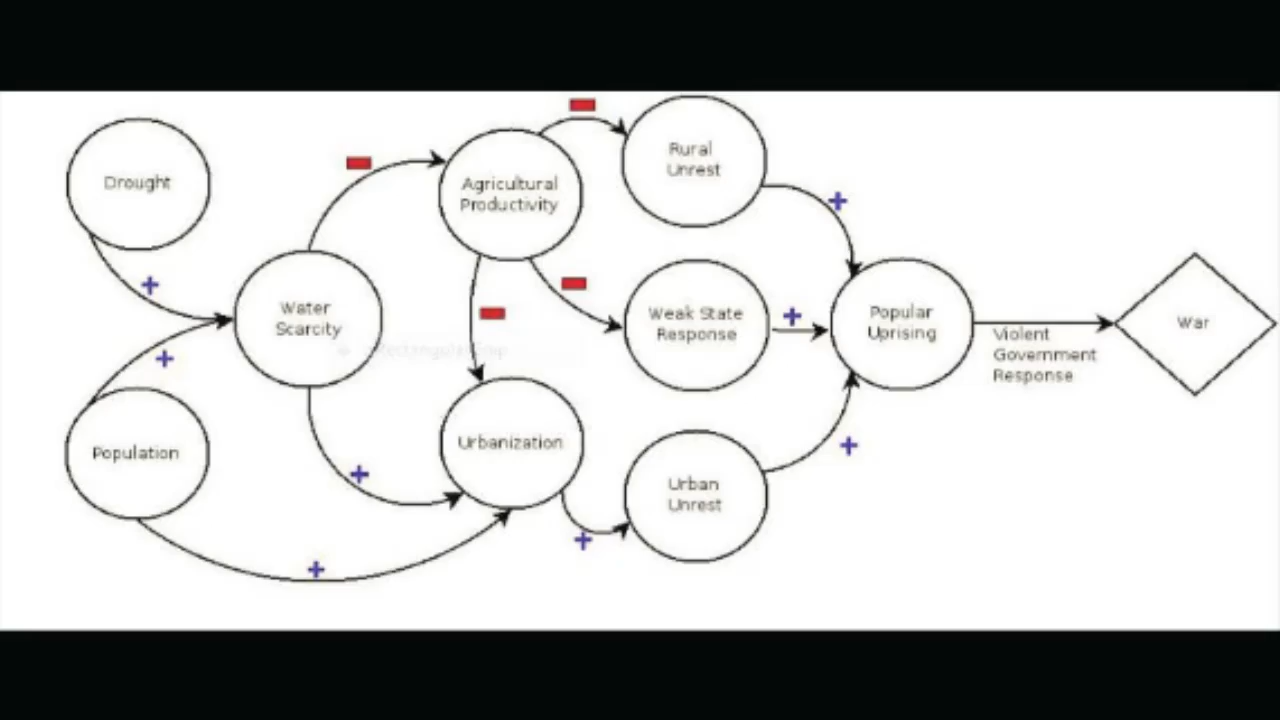 Drought
Population
Water
Scarcity
Agricultural
Productivity
Urbanization
Rural
Unrest
Weak State
Response
Urban
Unrest
Popular
Uprising
Violent
Government
Response
War